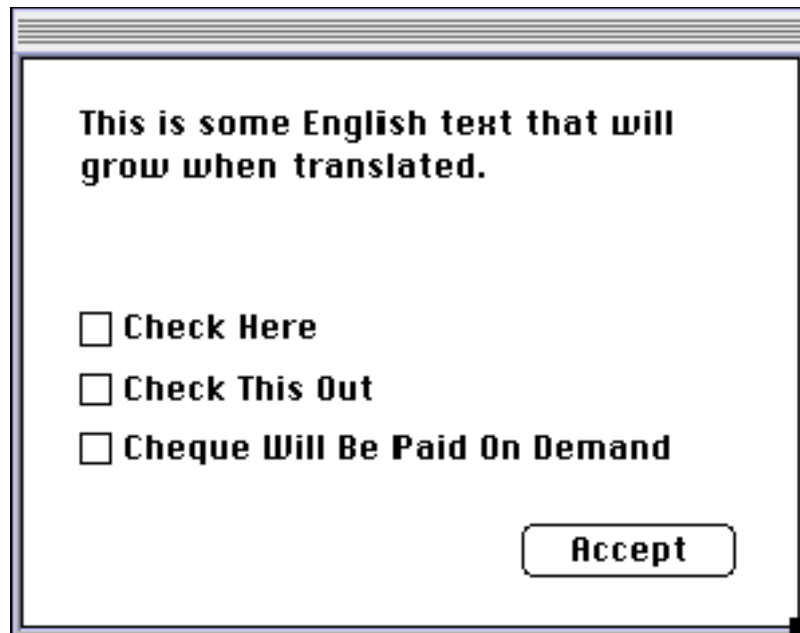 This is some English text that will
grow when translated.
Check Here
Check This Out
Cheque Will Be Paid On Demand
Accept